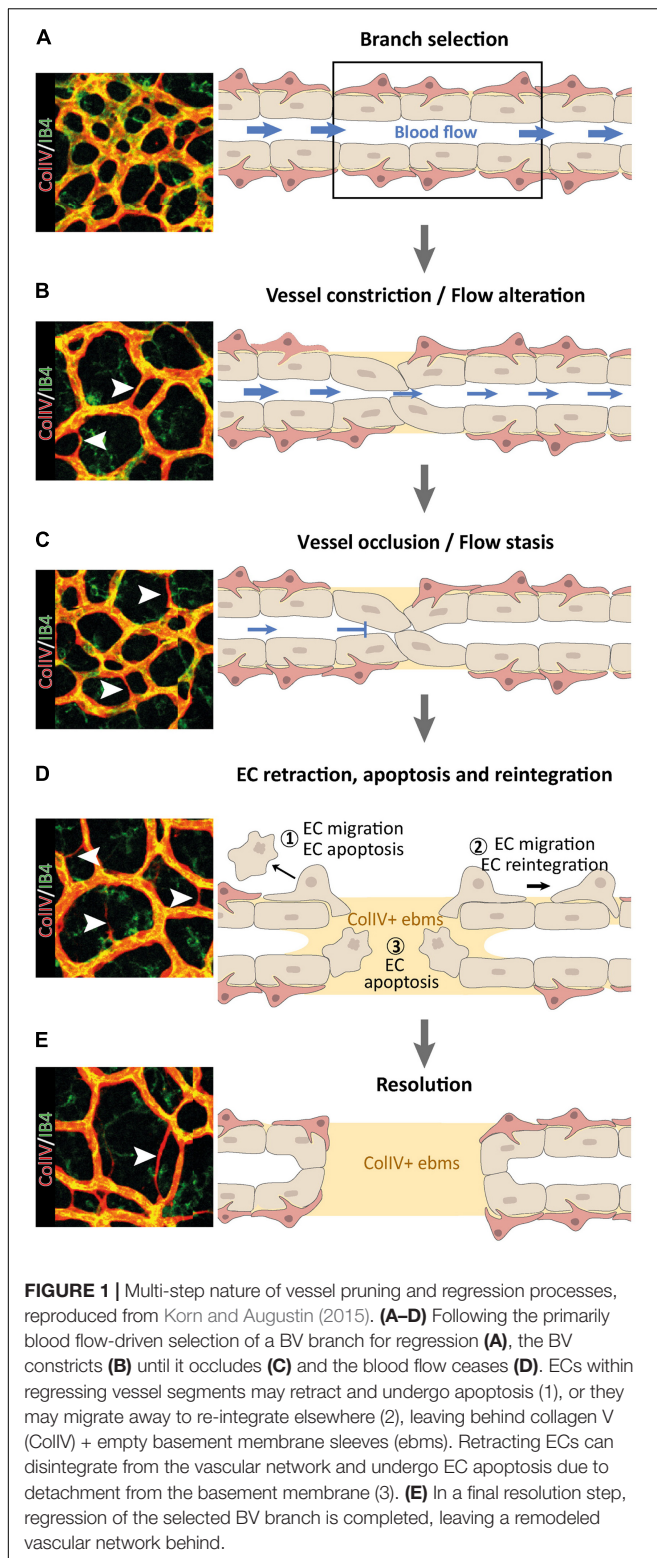 A
Branch selection
ColIV/IB4
Blood flow
B
Vessel constriction / Flow alteration
ColIV/IB4
C
Vessel occlusion / Flow stasis
ColIV/IB4
D
EC retraction, apoptosis and reintegration
ColIV/IB4
① EC migration
EC apoptosis
② EC migration
EC reintegration
ColIV+ ebms
③
EC
apoptosis
E
Resolution
ColIV/IB4
ColIV+ ebms
FIGURE 1 | Multi-step nature of vessel pruning and regression processes,
reproduced from Korn and Augustin (2015). (A–D) Following the primarily
blood flow-driven selection of a BV branch for regression (A), the BV
constricts (B) until it occludes (C) and the blood flow ceases (D). ECs within
regressing vessel segments may retract and undergo apoptosis (1), or they
may migrate away to re-integrate elsewhere (2), leaving behind collagen V
(ColIV) + empty basement membrane sleeves (ebms). Retracting ECs can
disintegrate from the vascular network and undergo EC apoptosis due to
detachment from the basement membrane (3). (E) In a final resolution step,
regression of the selected BV branch is completed, leaving a remodeled
vascular network behind.